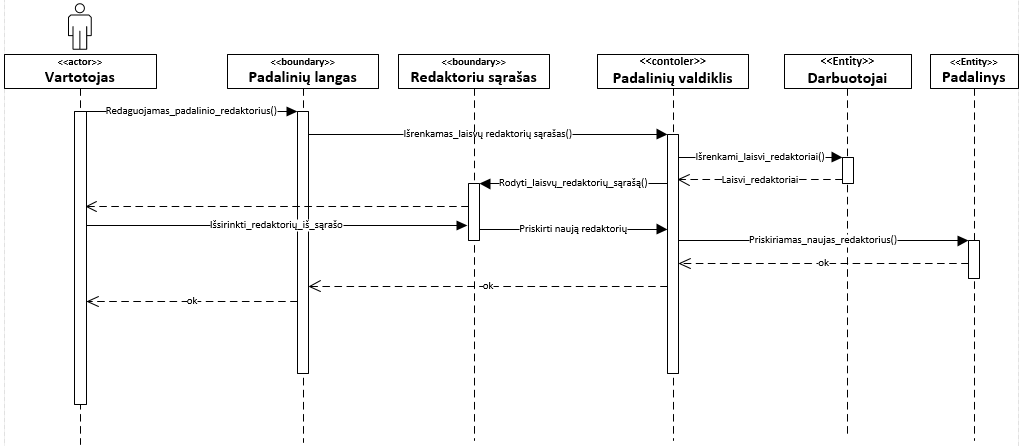 <<actor>>
Vartotojas
<<boundary>>
Padalinių langas
<<boundary>>
Redaktoriu sąrašas
<<contoler>>
Padalinių valdiklis
<<Entity>>
Darbuotojai
<<Entity>>
Padalinys
Redaguojamas_padalinio_redaktorius()
Išrenkamas_laisvų redaktorių sąrašas()
Išrenkami_laisvi_redaktoriai()
Laisvi_redaktoriai
Rodyti_laisvų_redaktorių_sąrašą()
Išsirinkti_redaktorių_iš_sąrašo
Priskirti naują redaktorių
Priskiriamas_naujas_redaktorius()
ok
ok
ok